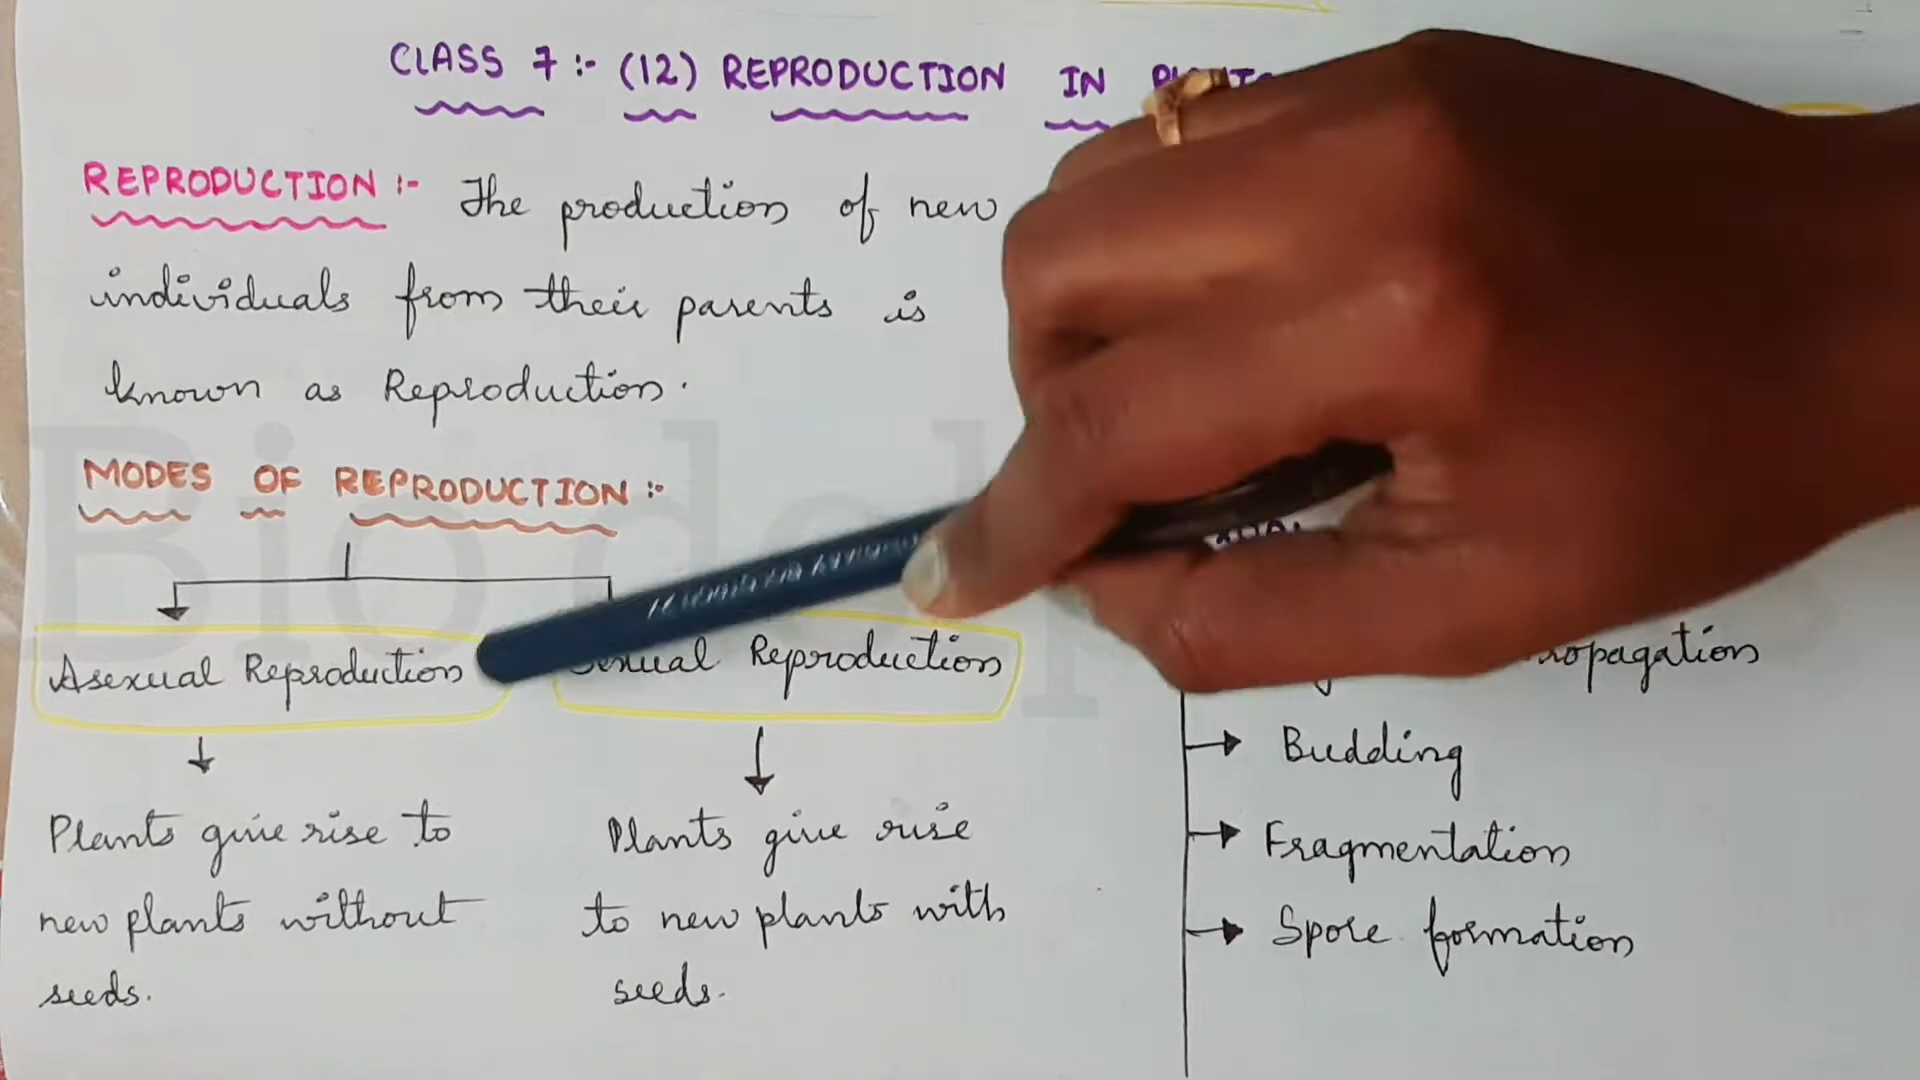 CLASS 7 :- (12) REPRODUCTION IN
REPRODUCTION :- The production of new
individuals from their parents is
known as Reproduction.
MODES OF REPRODUCTION :-
Asexual Reproduction
Sexual Reproduction
Plants give rise to
new plants without
seeds.
Plants give rise
to new plants with
seeds.
Budding
Fragmentation
Spore formation